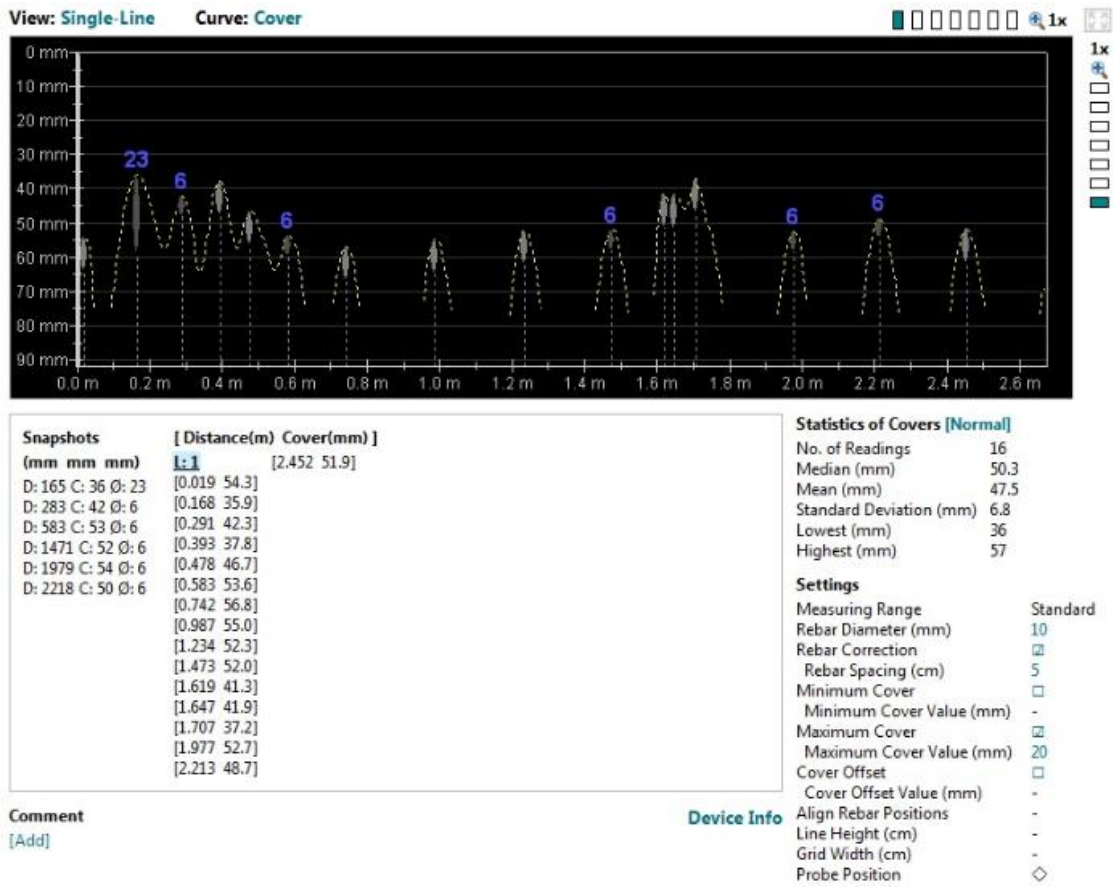 View: Single-Line Curve: Cover 1x
1x
0 mm
10 mm
20 mm
30 mm
40 mm
50 mm
60 mm
70 mm
80 mm
90 mm
23
6
6
6
6
6
0.0 m 0.2 m 0.4 m 0.6 m 0.8 m 1.0 m 1.2 m 1.4 m 1.6 m 1.8 m 2.0 m 2.2 m 2.4 m 2.6 m
Snapshots
(mm mm mm)
D: 165 C: 36 Ø: 23
D: 283 C: 42 Ø: 6
D: 583 C: 53 Ø: 6
D: 1471 C: 52 Ø: 6
D: 1979 C: 54 Ø: 6
D: 2218 C: 50 Ø: 6
[ Distance(m) Cover(mm) ]
L: 1 [2.452 51.9]
[0.019 54.3]
[0.168 35.9]
[0.291 42.3]
[0.393 37.8]
[0.478 46.7]
[0.583 53.6]
[0.742 56.8]
[0.987 55.0]
[1.234 52.3]
[1.473 52.0]
[1.619 41.3]
[1.647 41.9]
[1.707 37.2]
[1.977 52.7]
[2.213 48.7]
Statistics of Covers [Normal]
No. of Readings 16
Median (mm) 50.3
Mean (mm) 47.5
Standard Deviation (mm) 6.8
Lowest (mm) 36
Highest (mm) 57
Settings
Measuring Range Standard
Rebar Diameter (mm) 10
Rebar Correction ☑
Rebar Spacing (cm) 5
Minimum Cover ☐
Minimum Cover Value (mm) -
Maximum Cover ☑
Maximum Cover Value (mm) 20
Cover Offset ☐
Cover Offset Value (mm) -
Align Rebar Positions -
Line Height (cm) -
Grid Width (cm) -
Probe Position ◇
Comment
[Add]
Device Info